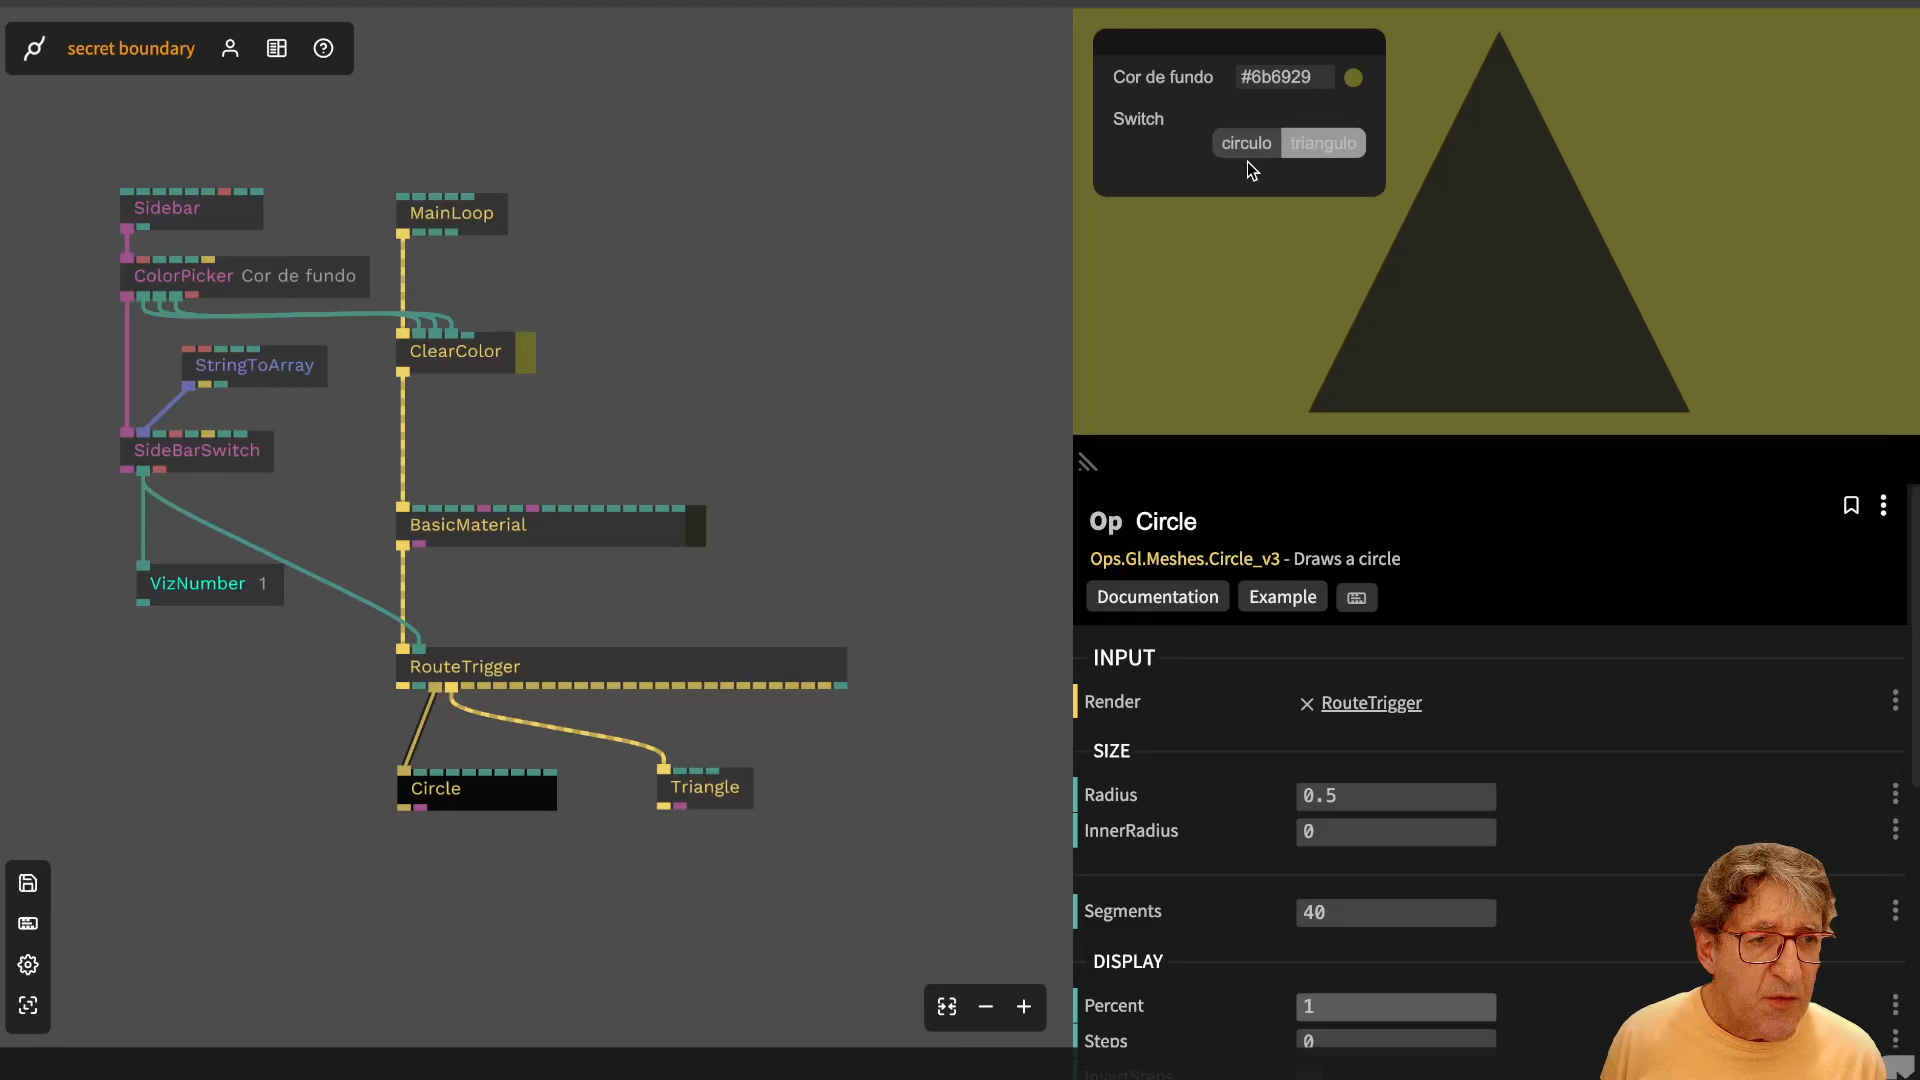 secret boundary
Cor de fundo #6b6929
Switch
circulo triangulo
Sidebar
MainLoop
ColorPicker Cor de fundo
ClearColor
StringToArray
SideBarSwitch
BasicMaterial
VizNumber 1
RouteTrigger
Circle
Triangle
Op Circle
Ops.Gl.Meshes.Circle_v3 - Draws a circle
Documentation Example
INPUT
Render RouteTrigger
SIZE
Radius 0.5
InnerRadius 0
Segments 40
DISPLAY
Percent 1
Steps 0
InvertSteps